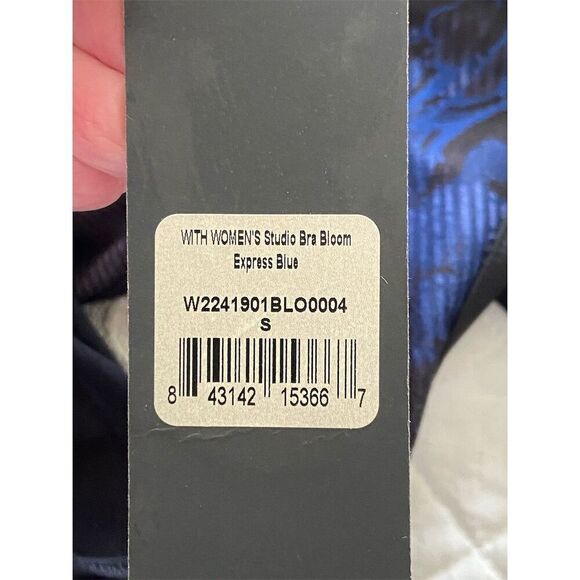 WITH WOMEN'S Studio Bra Bloom
Express Blue
W2241901BLO0004
S
8 43142 15366 7